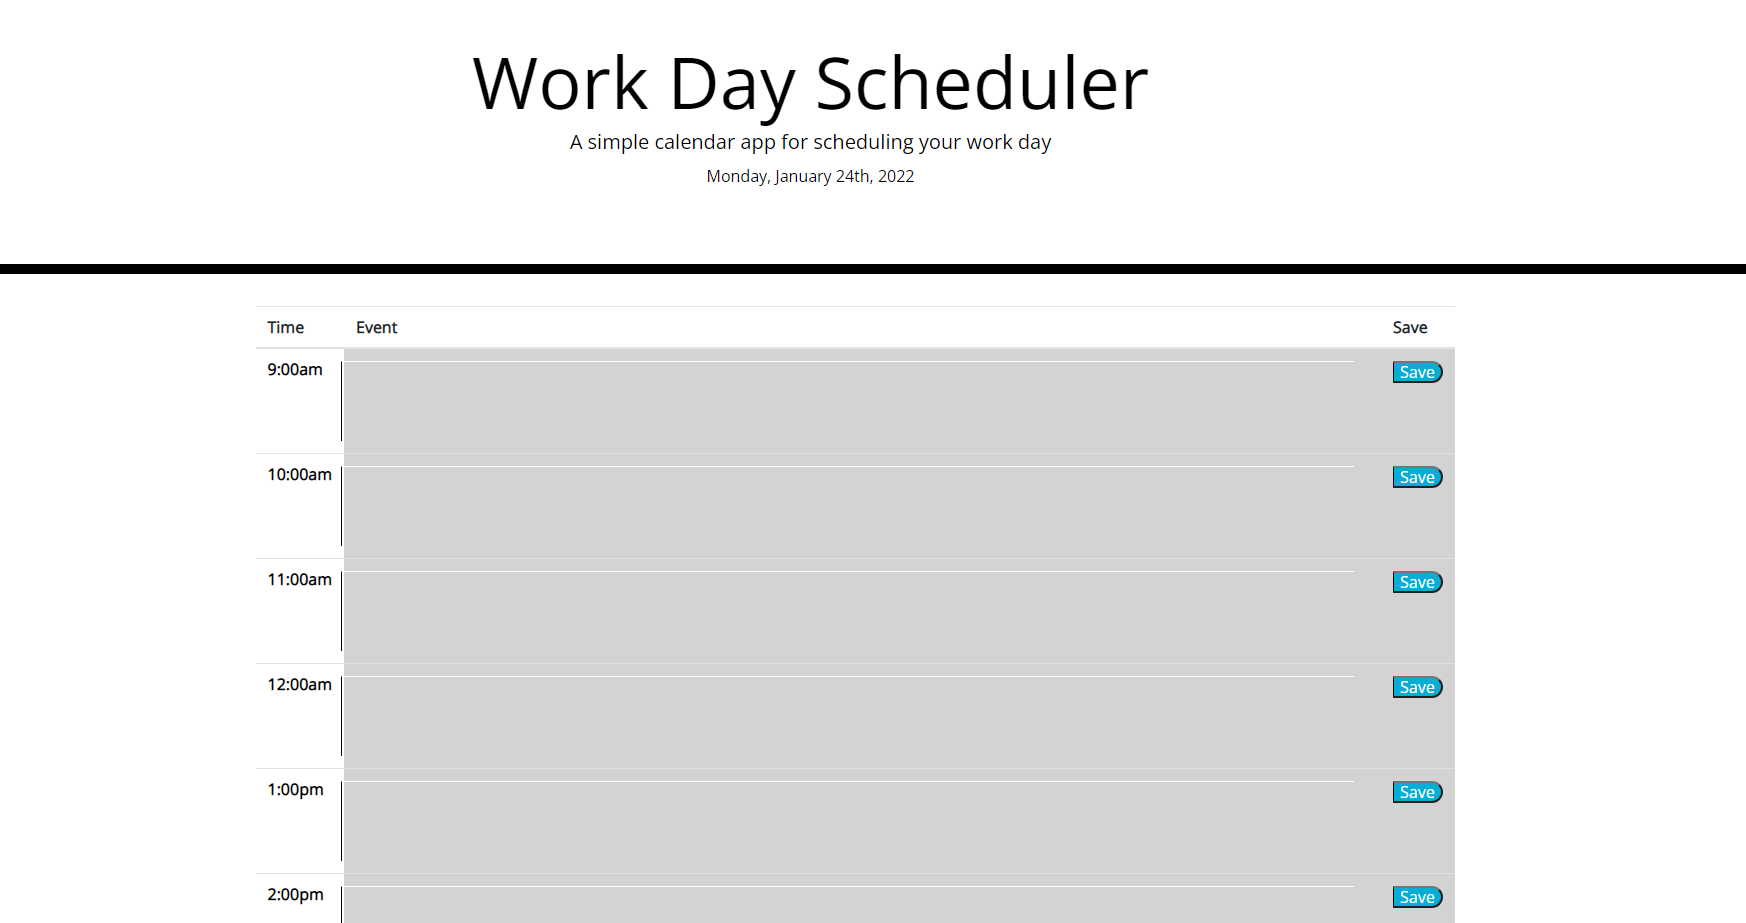 Work Day Scheduler
A simple calendar app for scheduling your work day
Monday, January 24th, 2022
Time Event Save
9:00am Save
10:00am Save
11:00am Save
12:00am Save
1:00pm Save
2:00pm Save